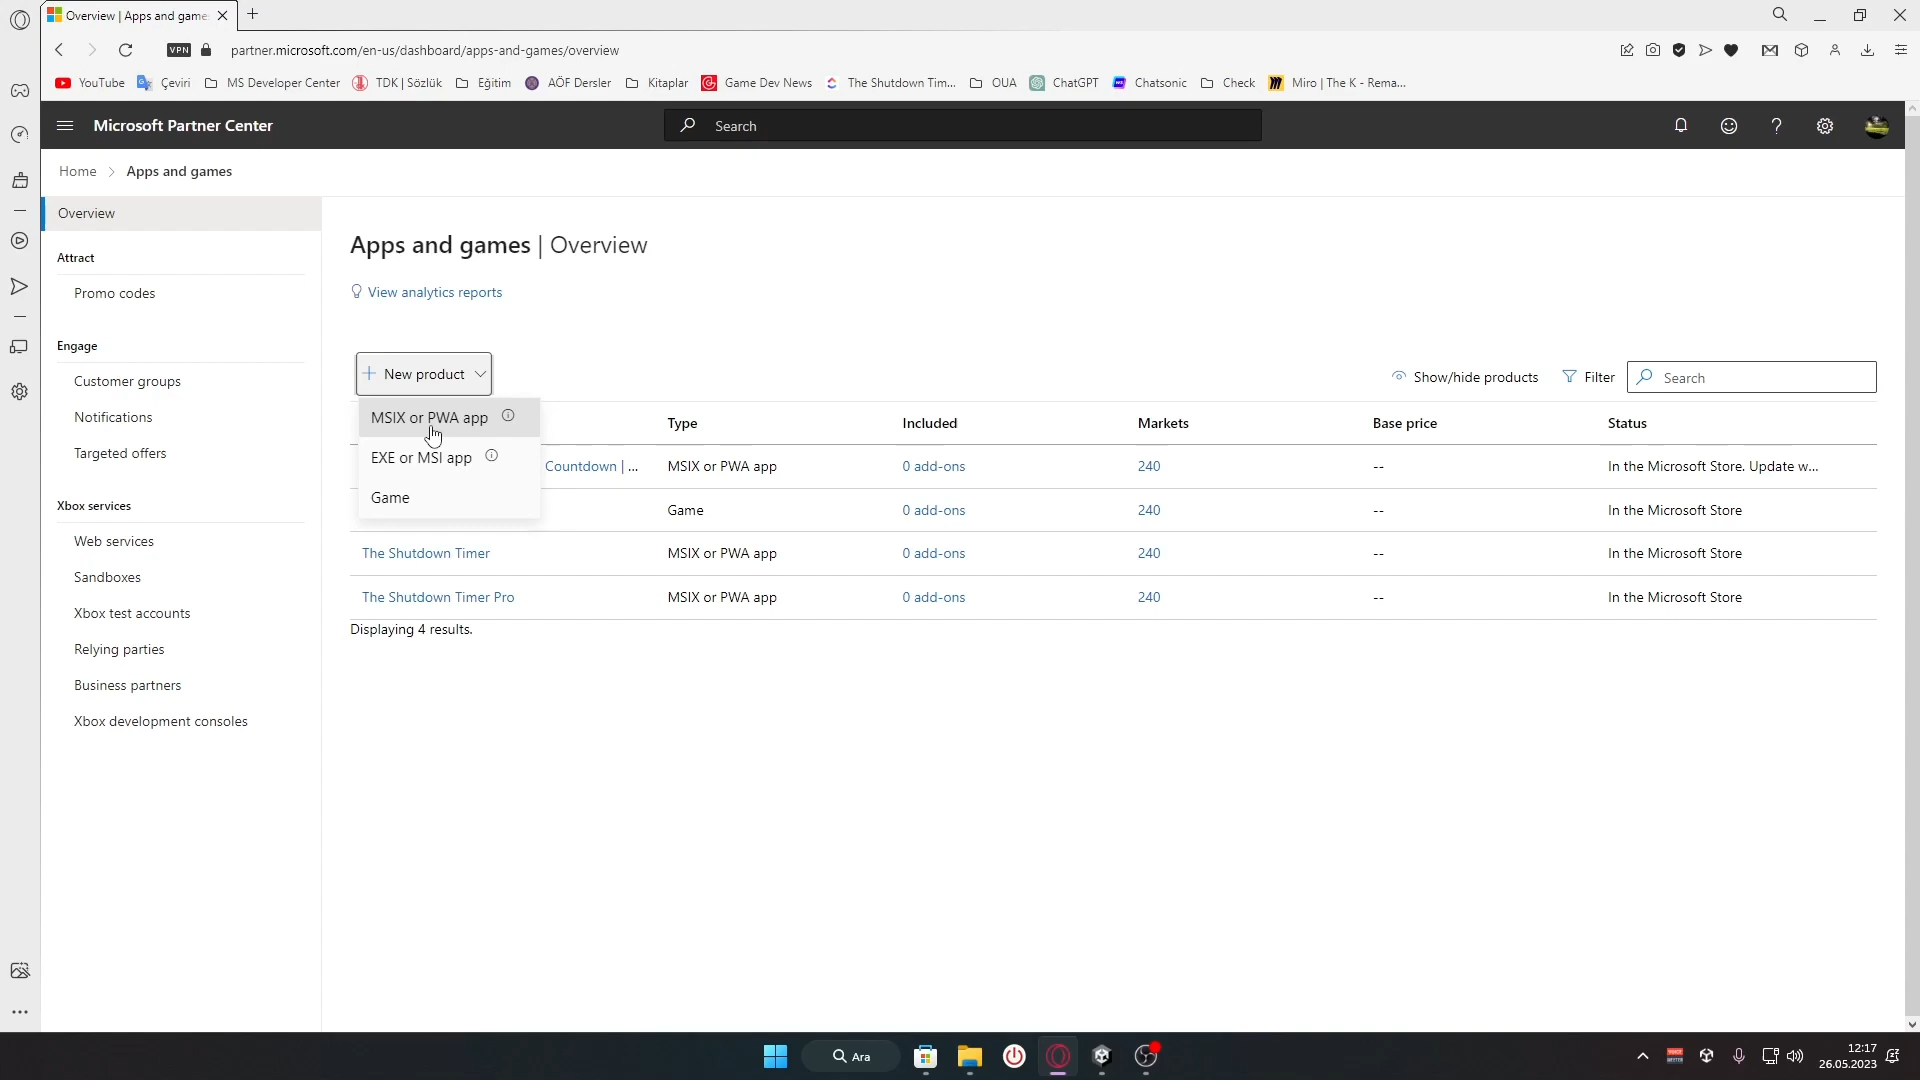 Overview | Apps and game
VPN
partner.microsoft.com/en-us/dashboard/apps-and-games/overview
YouTube
Çeviri
MS Developer Center
TDK | Sözlük
Eğitim
AÖF Dersler
Kitaplar
Game Dev News
The Shutdown Tim...
OUA
ChatGPT
Chatsonic
Check
Miro | The K - Rema...
Microsoft Partner Center
Search
Home
Apps and games
Overview
Attract
Promo codes
Engage
Customer groups
Notifications
Targeted offers
Xbox services
Web services
Sandboxes
Xbox test accounts
Relying parties
Business partners
Xbox development consoles
Apps and games | Overview
View analytics reports
New product
Show/hide products
Filter
Search
MSIX or PWA app
EXE or MSI app
Game
Type Included Markets Base price Status
Countdown | ... MSIX or PWA app 0 add-ons 240 -- In the Microsoft Store. Update w...
Game 0 add-ons 240 -- In the Microsoft Store
The Shutdown Timer MSIX or PWA app 0 add-ons 240 -- In the Microsoft Store
The Shutdown Timer Pro MSIX or PWA app 0 add-ons 240 -- In the Microsoft Store
Displaying 4 results.
Ara
12:17
26.05.2023